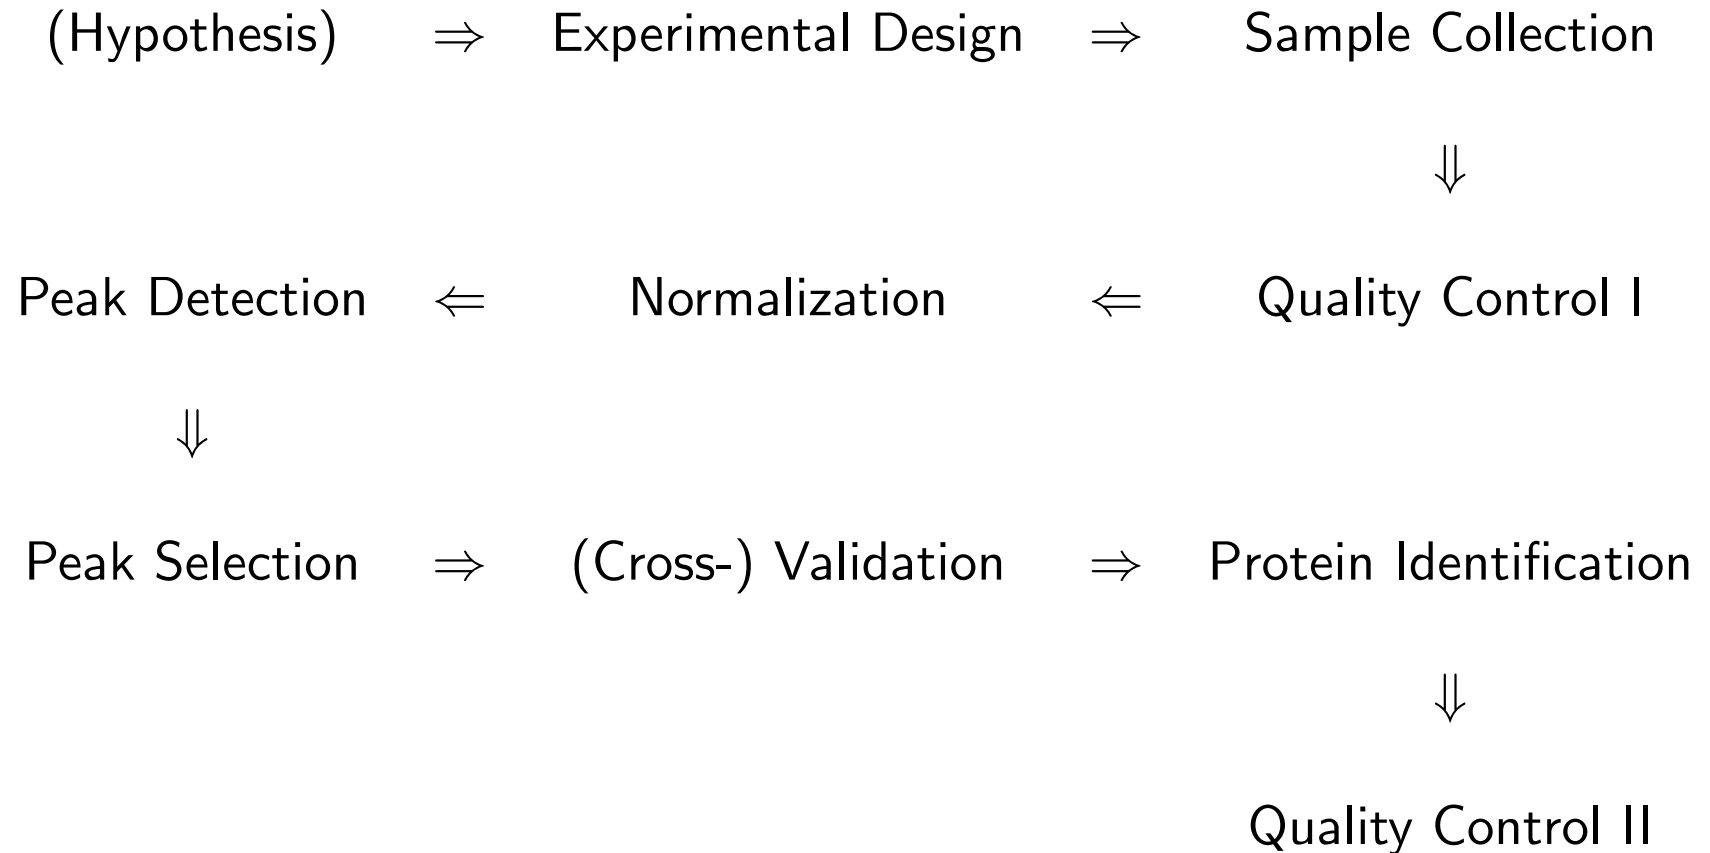 (Hypothesis) ⇒ Experimental Design ⇒ Sample Collection
⇓
Peak Detection ⇐ Normalization ⇐ Quality Control I
⇓
Peak Selection ⇒ (Cross-) Validation ⇒ Protein Identification
⇓
Quality Control II